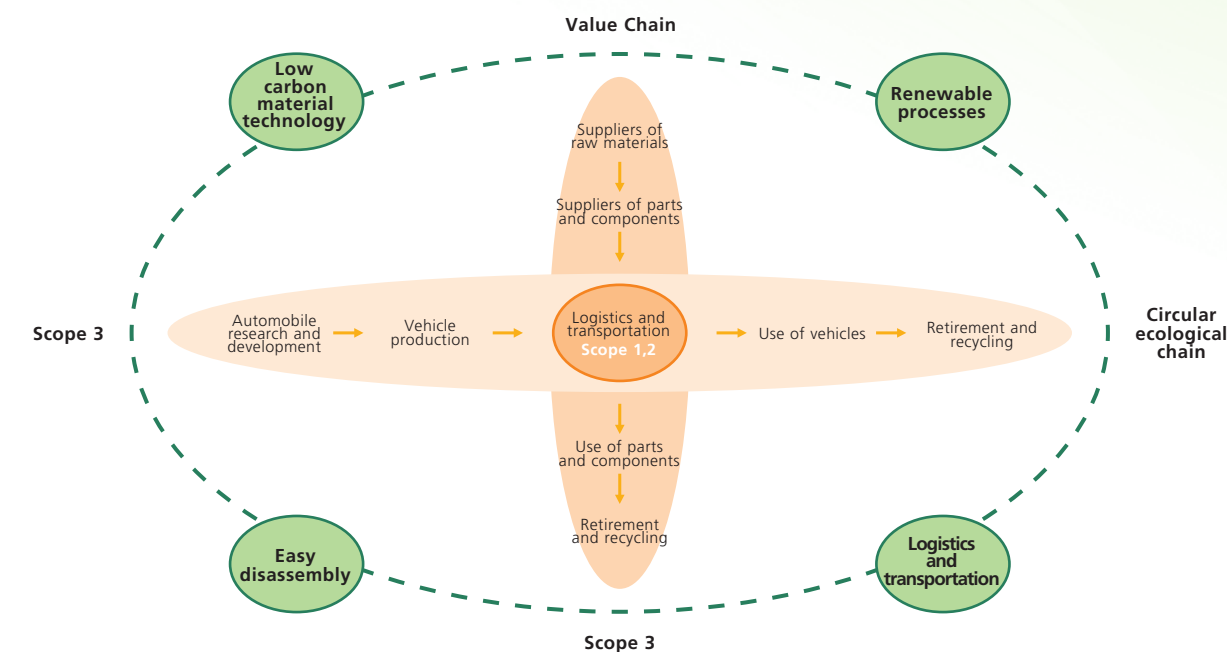 Value Chain
Low
carbon
material
technology
Renewable
processes
Suppliers of
raw materials
Suppliers of parts
and components
Scope 3
Automobile
research and
development
Vehicle
production
Logistics and
transportation
Scope 1,2
Use of vehicles
Retirement and
recycling
Circular
ecological
chain
Use of parts
and components
Retirement
and recycling
Easy
disassembly
Logistics
and
transportation
Scope 3